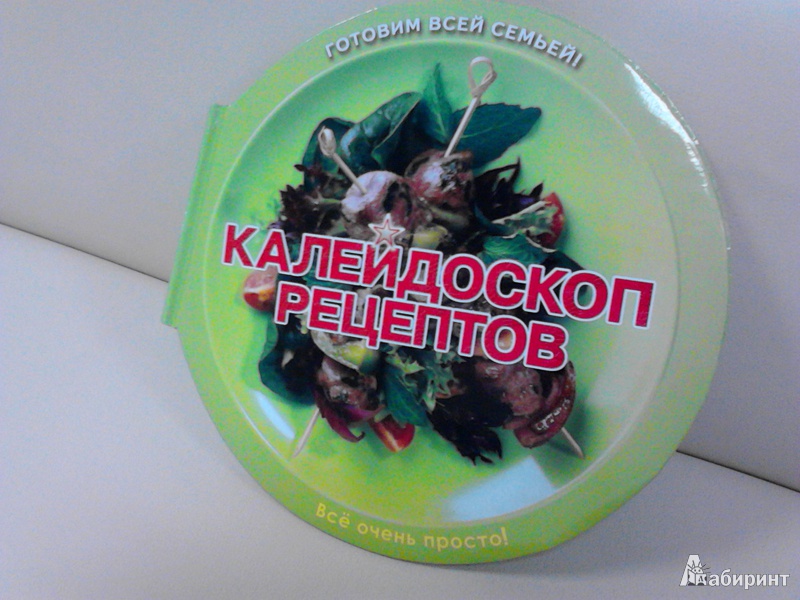 ГОТОВИМ ВСЕЙ СЕМЬЕЙ!
КАЛЕЙДОСКОП
РЕЦЕПТОВ
Всё очень просто!
Лабиринт